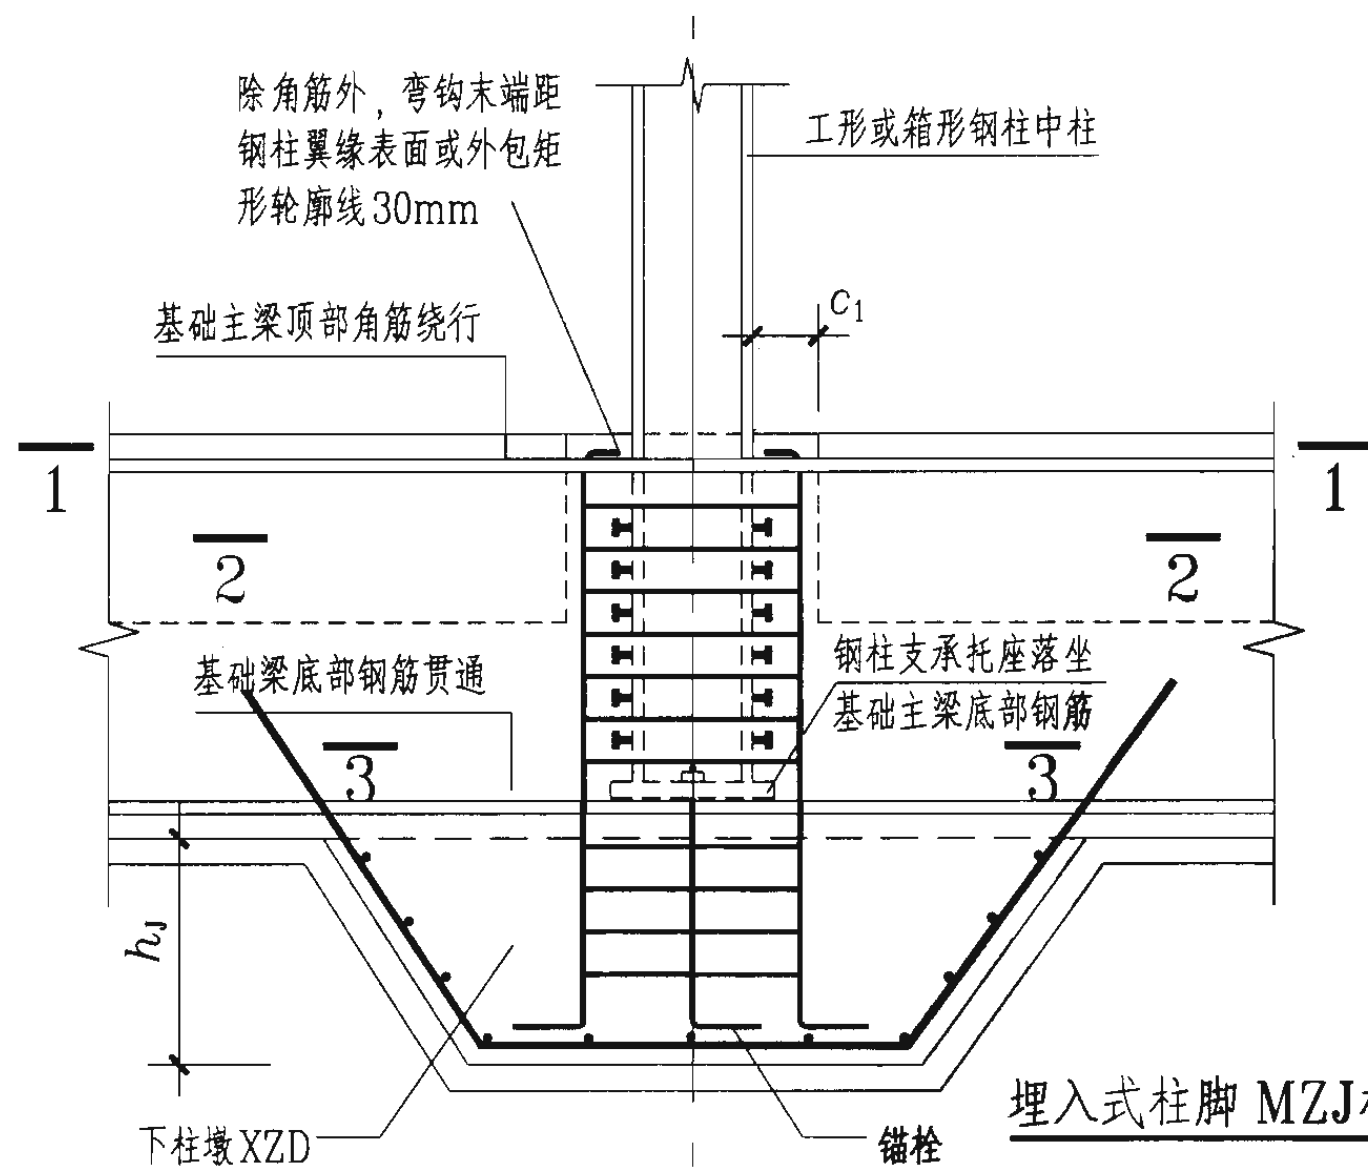 除角筋外，弯钩末端距
钢柱翼缘表面或外包矩
形轮廓线30mm
工形或箱形钢柱中柱
C1
基础主梁顶部角筋绕行
1
1
2
2
钢柱支承托座落坐
基础主梁底部钢筋
基础梁底部钢筋贯通
3
3
hJ
下柱墩XZD
锚栓
埋入式柱脚 MZJ